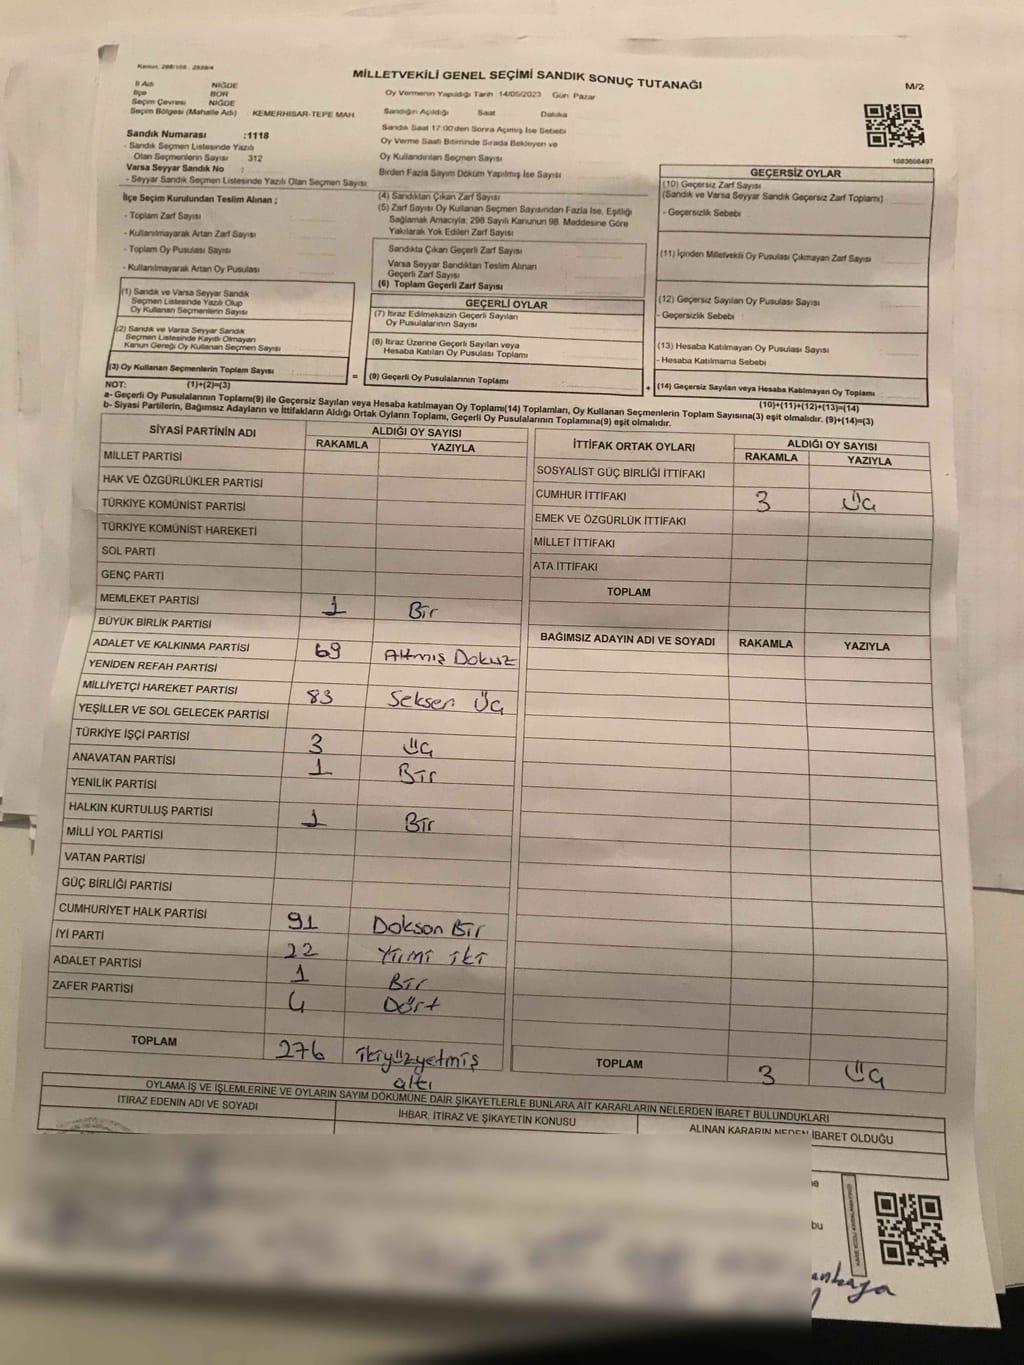 Kanun, 298/105, 2839/4
MİLLETVEKİLİ GENEL SEÇİMİ SANDIK SONUÇ TUTANAĞI
M/2
İl Adı NİĞDE
İlçe BOR
Seçim Çevresi NİĞDE
Seçim Bölgesi (Mahalle Adı) KEMERHISAR-TEPE MAH
Sandık Numarası :1118
- Sandık Seçmen Listesinde Yazılı
Olan Seçmenlerin Sayısı 312
Varsa Seyyar Sandık No :
- Seyyar Sandık Seçmen Listesinde Yazılı Olan Seçmen Sayısı
Oy Vermenin Yapıldığı Tarih 14/05/2023 Gün: Pazar
Sandığın Açıldığı Saat Dakika
Sandık Saat 17:00'den Sonra Açımış İse Sebebi
Oy Verme Saati Bitiminde Sırada Bekleyen ve
Oy Kullandırılan Seçmen Sayısı
Birden Fazla Sayım Döküm Yapılmış İse Sayısı
1083608497
İlçe Seçim Kurulundan Teslim Alınan ;
- Toplam Zarf Sayısı
- Kullanılmayarak Artan Zarf Sayısı
- Toplam Oy Pusulası Sayısı
- Kullanılmayarak Artan Oy Pusulası
(1) Sandık ve Varsa Seyyar Sandık
Seçmen Listesinde Yazılı Olup
Oy Kullanan Seçmenlerin Sayısı
(2) Sandık ve Varsa Seyyar Sandık
Seçmen Listesinde Kayıtlı Olmayan
Kanun Gereği Oy Kullanan Seçmen Sayısı
(3) Oy Kullanan Seçmenlerin Toplam Sayısı
(4) Sandıktan Çıkan Zarf Sayısı
(5) Zarf Sayısı Oy Kullanan Seçmen Sayısından Fazla İse, Eşitliği
Sağlamak Amacıyla, 298 Sayılı Kanunun 98. Maddesine Göre
Yakılarak Yok Edilen Zarf Sayısı
Sandıkta Çıkan Geçerli Zarf Sayısı
Varsa Seyyar Sandıktan Teslim Alınan
Geçerli Zarf Sayısı
(6) Toplam Geçerli Zarf Sayısı
GEÇERLİ OYLAR
(7) İtiraz Edilmeksizin Geçerli Sayılan
Oy Pusulalarının Sayısı
(8) İtiraz Üzerine Geçerli Sayılan veya
Hesaba Katılan Oy Pusulası Toplamı
= (9) Geçerli Oy Pusulalarının Toplamı
GEÇERSİZ OYLAR
(10) Geçersiz Zarf Sayısı
(Sandık ve Varsa Seyyar Sandık Geçersiz Zarf Toplamı)
- Geçersizlik Sebebi
(11) İçinden Milletvekili Oy Pusulası Çıkmayan Zarf Sayısı
(12) Geçersiz Sayılan Oy Pusulası Sayısı
- Geçersizlik Sebebi
(13) Hesaba Katılmayan Oy Pusulası Sayısı
- Hesaba Katılmama Sebebi
+ (14) Geçersiz Sayılan veya Hesaba Katılmayan Oy Toplamı
NOT: (1)+(2)=(3)
(10)+(11)+(12)+(13)=(14)
a- Geçerli Oy Pusulalarının Toplamı(9) ile Geçersiz Sayılan veya Hesaba katılmayan Oy Toplamı(14) Toplamları, Oy Kullanan Seçmenlerin Toplam Sayısına(3) eşit olmalıdır. (9)+(14)=(3)
b- Siyasi Partilerin, Bağımsız Adayların ve İttifakların Aldığı Ortak Oyların Toplamı, Geçerli Oy Pusulalarının Toplamına(9) eşit olmalıdır.
SİYASİ PARTİNİN ADI ALDIĞI OY SAYISI
RAKAMLA YAZIYLA
MİLLET PARTİSİ
HAK VE ÖZGÜRLÜKLER PARTİSİ
TÜRKİYE KOMÜNİST PARTİSİ
TÜRKİYE KOMÜNİST HAREKETİ
SOL PARTİ
GENÇ PARTİ
MEMLEKET PARTİSİ 1 Bir
BÜYÜK BİRLİK PARTİSİ
ADALET VE KALKINMA PARTİSİ 69 Altmış Dokuz
YENİDEN REFAH PARTİSİ
MİLLİYETÇİ HAREKET PARTİSİ 83 Seksen Üç
YEŞİLLER VE SOL GELECEK PARTİSİ
TÜRKİYE İŞÇİ PARTİSİ 3 Üç
ANAVATAN PARTİSİ 1 Bir
YENİLİK PARTİSİ
HALKIN KURTULUŞ PARTİSİ 1 Bir
MİLLİ YOL PARTİSİ
VATAN PARTİSİ
GÜÇ BİRLİĞİ PARTİSİ
CUMHURİYET HALK PARTİSİ 91 Doksan Bir
İYİ PARTİ 22 Yirmi iki
ADALET PARTİSİ 1 Bir
ZAFER PARTİSİ 4 Dört
TOPLAM 276 ikiyüzyetmiş
altı
İTTİFAK ORTAK OYLARI ALDIĞI OY SAYISI
RAKAMLA YAZIYLA
SOSYALİST GÜÇ BİRLİĞİ İTTİFAKI
CUMHUR İTTİFAKI 3 Üç
EMEK VE ÖZGÜRLÜK İTTİFAKI
MİLLET İTTİFAKI
ATA İTTİFAKI
TOPLAM
BAĞIMSIZ ADAYIN ADI VE SOYADI RAKAMLA YAZIYLA
TOPLAM 3 Üç
OYLAMA İŞ VE İŞLEMLERİNE VE OYLARIN SAYIM DÖKÜMÜNE DAİR ŞİKAYETLERLE BUNLARA AİT KARARLARIN NELERDEN İBARET BULUNDUKLARI
İTİRAZ EDENİN ADI VE SOYADI İHBAR, İTİRAZ VE ŞİKAYETİN KONUSU ALINAN KARARIN NEDEN İBARET OLDUĞU
bu